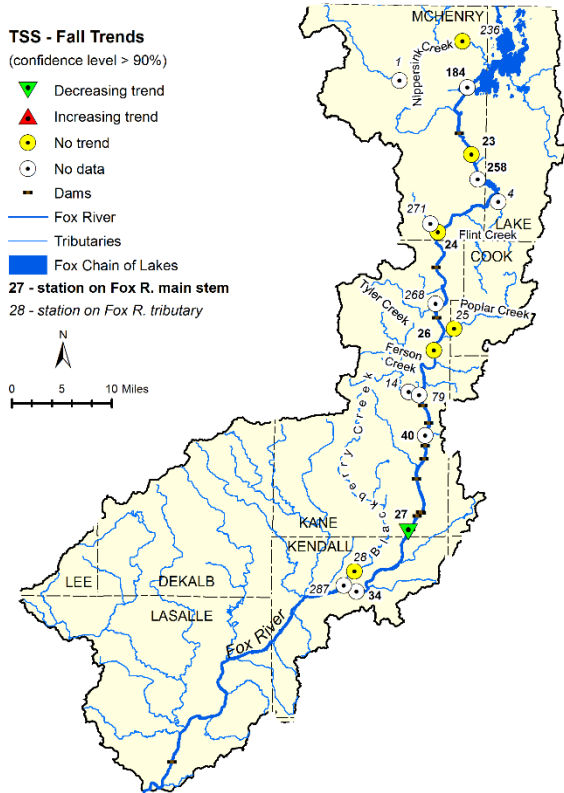 TSS - Fall Trends
(confidence level > 90%)
Decreasing trend
Increasing trend
No trend
No data
Dams
Fox River
Tributaries
Fox Chain of Lakes
27 - station on Fox R. main stem
28 - station on Fox R. tributary
N
0 5 10 Miles
MCHENRY
236
1
Nippersink Creek
184
23
258
4
271
LAKE
24
Flint Creek
COOK
Tyler Creek
268
Poplar Creek
25
26
Ferson Creek
14
79
40
Blackberry Creek
27
KANE
KENDALL
28
LEE
DEKALB
287
34
LASALLE
Fox River